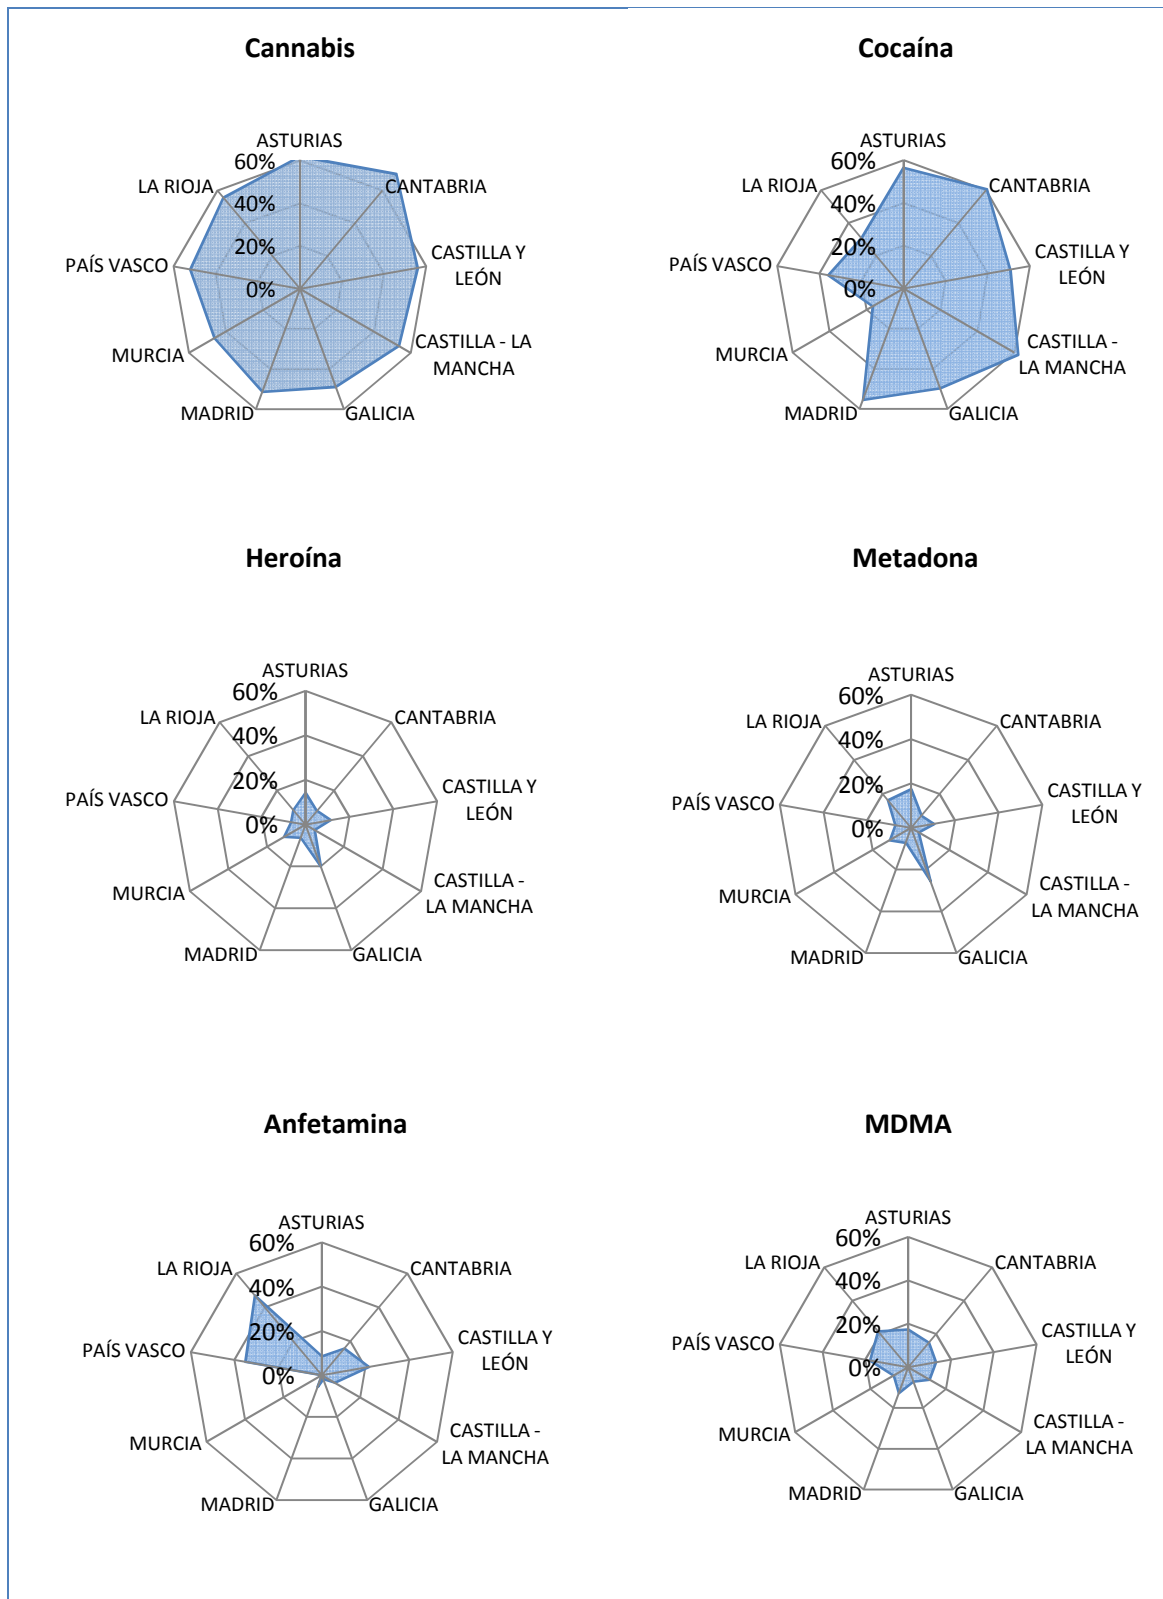 Cannabis
ASTURIAS
60%
LA RIOJA
CANTABRIA
40%
20%
PAÍS VASCO
CASTILLA Y
LEÓN
0%
MURCIA
CASTILLA - LA
MANCHA
MADRID
GALICIA
Cocaína
ASTURIAS
60%
LA RIOJA
CANTABRIA
40%
20%
PAÍS VASCO
CASTILLA Y
LEÓN
0%
MURCIA
CASTILLA -
LA MANCHA
MADRID
GALICIA
Heroína
ASTURIAS
60%
LA RIOJA
CANTABRIA
40%
20%
PAÍS VASCO
CASTILLA Y
LEÓN
0%
MURCIA
CASTILLA -
LA MANCHA
MADRID
GALICIA
Metadona
ASTURIAS
60%
LA RIOJA
CANTABRIA
40%
20%
PAÍS VASCO
CASTILLA Y
LEÓN
0%
MURCIA
CASTILLA -
LA MANCHA
MADRID
GALICIA
Anfetamina
ASTURIAS
60%
LA RIOJA
CANTABRIA
40%
20%
PAÍS VASCO
CASTILLA Y
LEÓN
0%
MURCIA
CASTILLA -
LA MANCHA
MADRID
GALICIA
MDMA
ASTURIAS
60%
LA RIOJA
CANTABRIA
40%
20%
PAÍS VASCO
CASTILLA Y
LEÓN
0%
MURCIA
CASTILLA -
LA MANCHA
MADRID
GALICIA